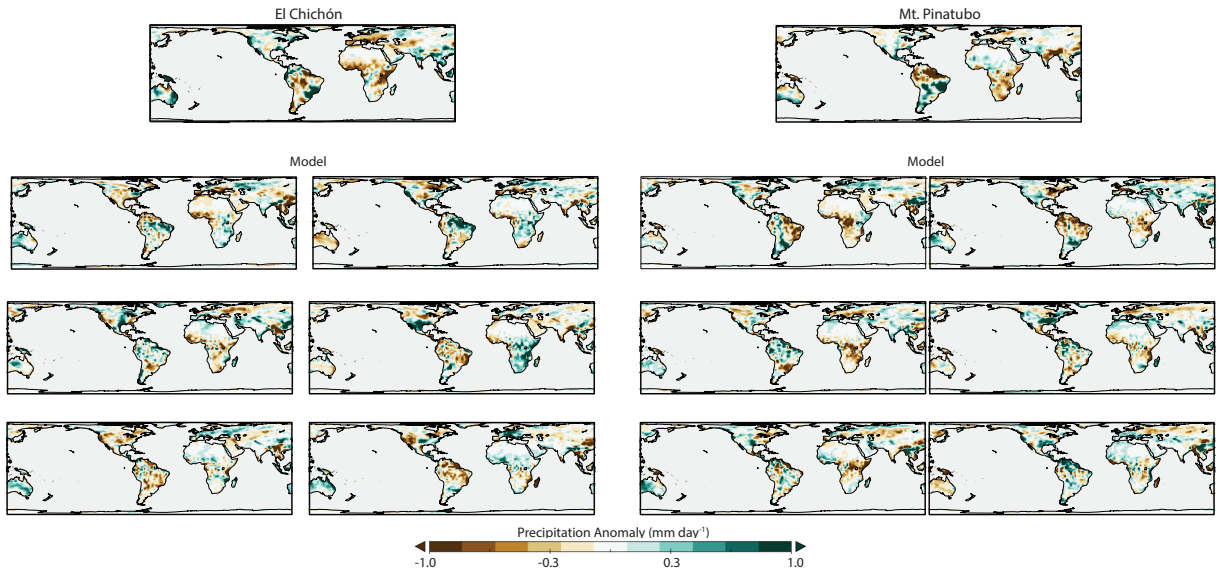 El Chichón
Mt. Pinatubo
Model
Model
Precipitation Anomaly (mm day⁻¹)
-1.0
-0.3
0.3
1.0